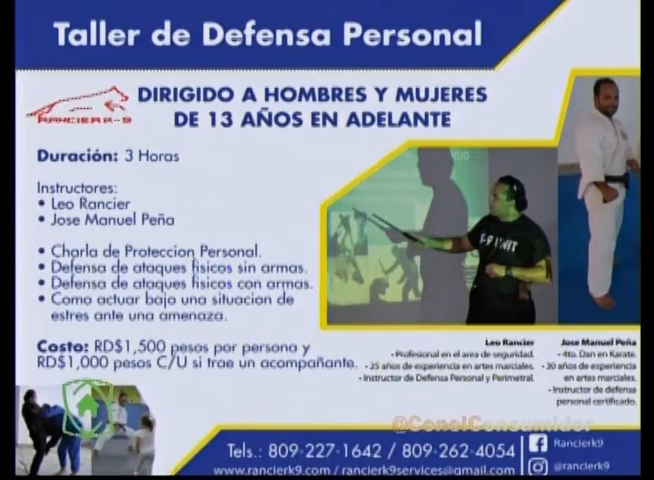 Taller de Defensa Personal
RANCIER K-9
DIRIGIDO A HOMBRES Y MUJERES
DE 13 AÑOS EN ADELANTE
Duración: 3 Horas
Instructores:
• Leo Rancier
• Jose Manuel Peña
• Charla de Proteccion Personal.
• Defensa de ataques fisicos sin armas.
• Defensa de ataques fisicos con armas.
• Como actuar bajo una situacion de
estres ante una amenaza.
Costo: RD$1,500 pesos por persona y
RD$1,000 pesos C/U si trae un acompañante.
K-9 UNIT
Leo Rancier
- Profesional en el area de seguridad.
- 25 años de experiencia en artes marciales.
- Instructor de Defensa Personal y Perimetral.
Jose Manuel Peña
- 4to. Dan en Karate.
- 30 años de experiencia
en artes marciales.
- Instructor de defensa
personal certificado.
@ConelConsumidor
Tels.: 809-227-1642 / 809-262-4054
www.rancierk9.com / rancierk9services@gmail.com
Rancierk9
@rancierk9